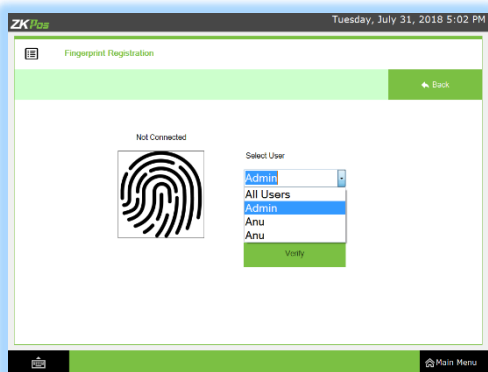 ZKPos
Tuesday, July 31, 2018 5:02 PM
Fingerprint Registration
Back
Not Connected
Select User
Admin
All Users
Admin
Anu
Anu
Verify
Main Menu